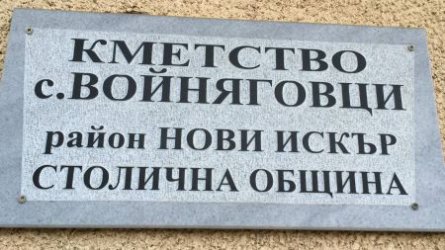 КМЕТСТВО
с.ВОЙНЯГОВЦИ
район НОВИ ИСКЪР
СТОЛИЧНА ОБЩИНА